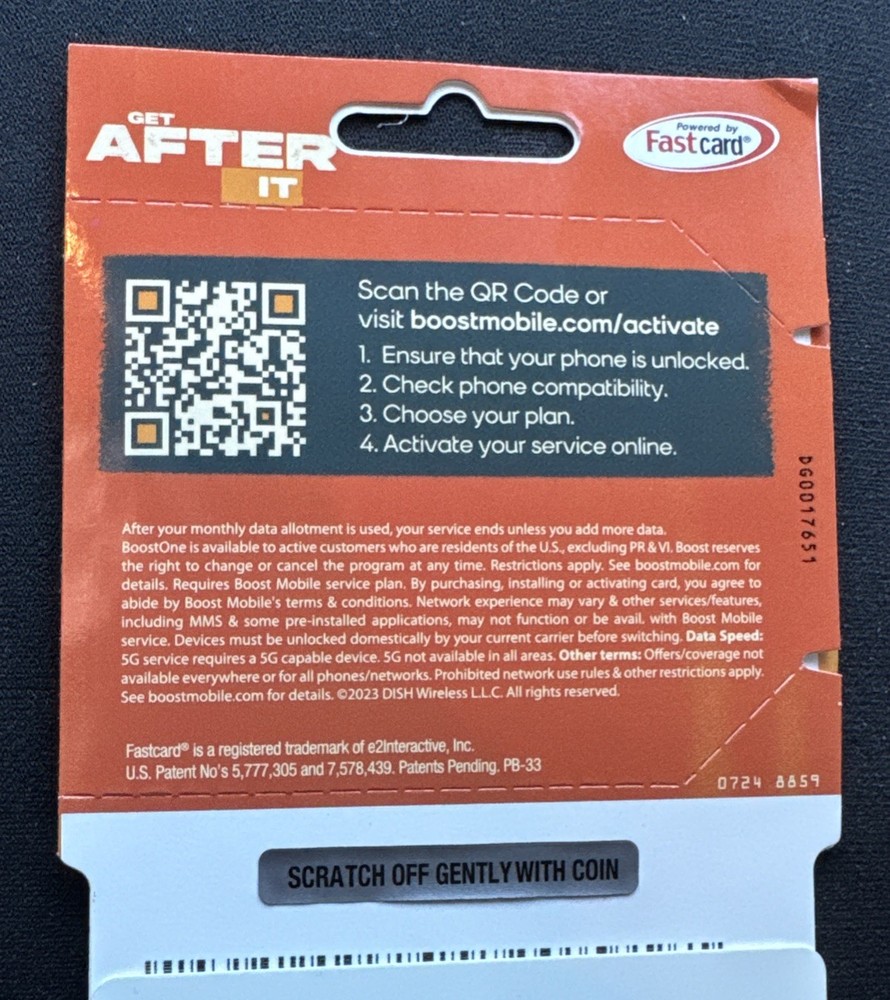 GET
AFTER
IT
Powered by
Fastcard®
Scan the QR Code or
visit boostmobile.com/activate
1. Ensure that your phone is unlocked.
2. Check phone compatibility.
3. Choose your plan.
4. Activate your service online.
DG0017651
After your monthly data allotment is used, your service ends unless you add more data.
BoostOne is available to active customers who are residents of the U.S., excluding PR & VI. Boost reserves
the right to change or cancel the program at any time. Restrictions apply. See boostmobile.com for
details. Requires Boost Mobile service plan. By purchasing, installing or activating card, you agree to
abide by Boost Mobile's terms & conditions. Network experience may vary & other services/features,
including MMS & some pre-installed applications, may not function or be avail. with Boost Mobile
service. Devices must be unlocked domestically by your current carrier before switching. Data Speed:
5G service requires a 5G capable device. 5G not available in all areas. Other terms: Offers/coverage not
available everywhere or for all phones/networks. Prohibited network use rules & other restrictions apply.
See boostmobile.com for details. ©2023 DISH Wireless L.L.C. All rights reserved.
Fastcard® is a registered trademark of e2Interactive, Inc.
U.S. Patent No's 5,777,305 and 7,578,439. Patents Pending. PB-33
0724 8859
SCRATCH OFF GENTLY WITH COIN